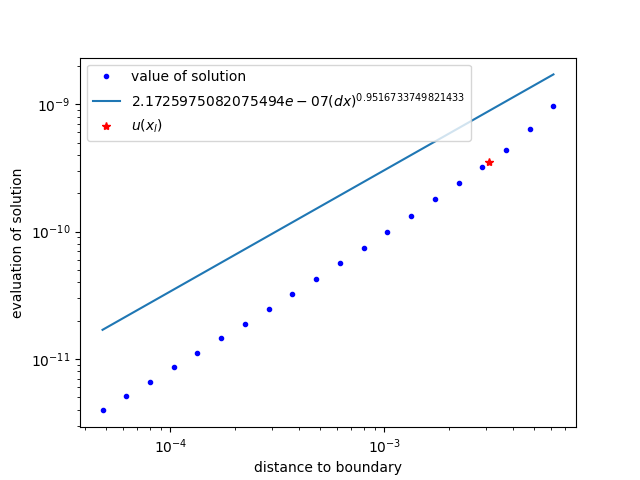 value of solution
2.1725975082075494e − 07(dx)^0.9516733749821433
u(x_l)
10^−9
10^−10
10^−11
evaluation of solution
10^−4 10^−3
distance to boundary